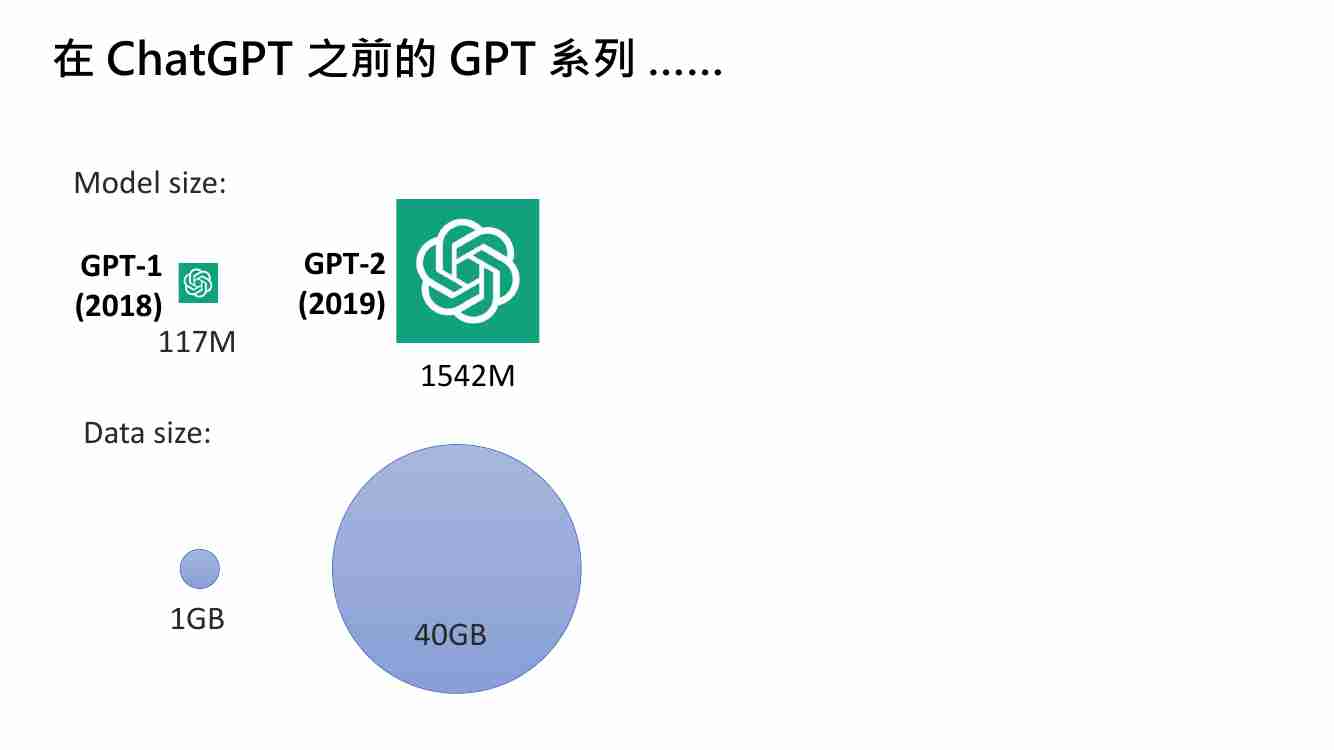 在 ChatGPT 之前的 GPT 系列 ……
Model size:
GPT-1
(2018)
117M
GPT-2
(2019)
1542M
Data size:
1GB
40GB